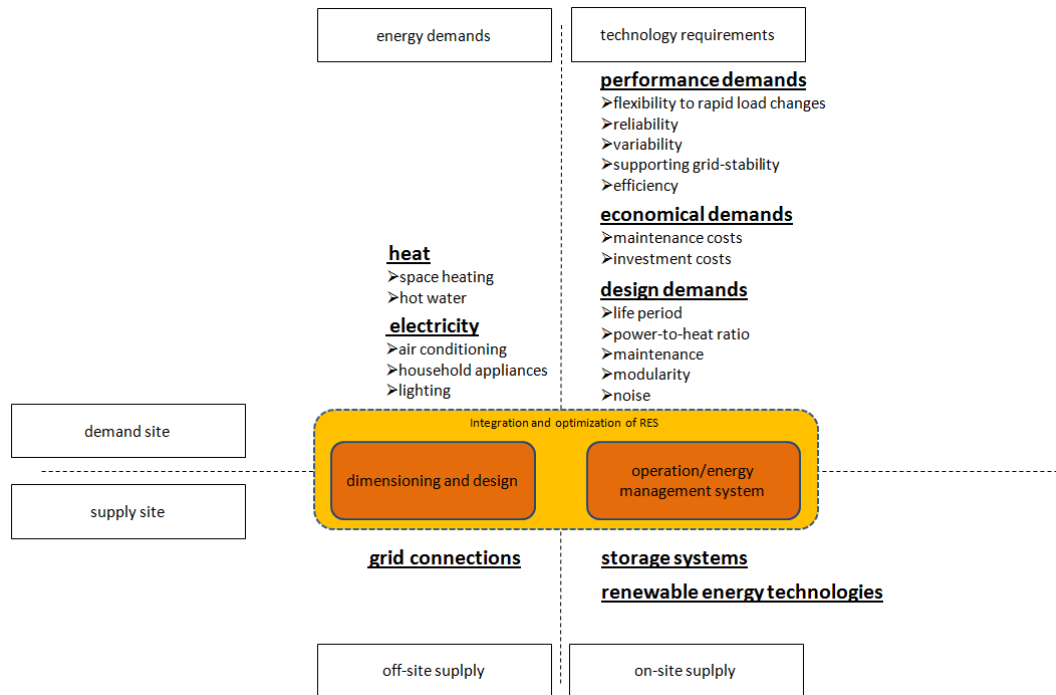 energy demands
technology requirements
performance demands
➢flexibility to rapid load changes
➢reliability
➢variability
➢supporting grid-stability
➢efficiency
economical demands
➢maintenance costs
➢investment costs
heat
➢space heating
➢hot water
design demands
➢life period
➢power-to-heat ratio
➢maintenance
➢modularity
➢noise
electricity
➢air conditioning
➢household appliances
➢lighting
demand site
Integration and optimization of RES
dimensioning and design
operation/energy
management system
supply site
grid connections
storage systems
renewable energy technologies
off-site suplply
on-site suplply